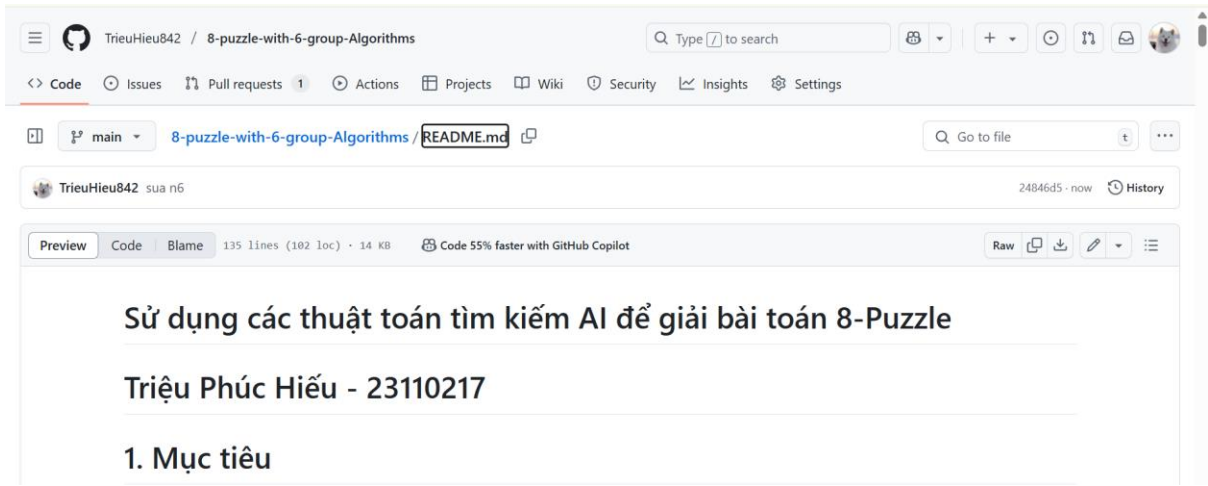 TrieuHieu842 / 8-puzzle-with-6-group-Algorithms Type / to search
<> Code Issues Pull requests 1 Actions Projects Wiki Security Insights Settings
main 8-puzzle-with-6-group-Algorithms / README.md Go to file t
TrieuHieu842 sua n6 24846d5 · now History
Preview Code Blame 135 lines (102 loc) · 14 KB Code 55% faster with GitHub Copilot Raw
Sử dụng các thuật toán tìm kiếm AI để giải bài toán 8-Puzzle
Triệu Phúc Hiếu - 23110217
1. Mục tiêu